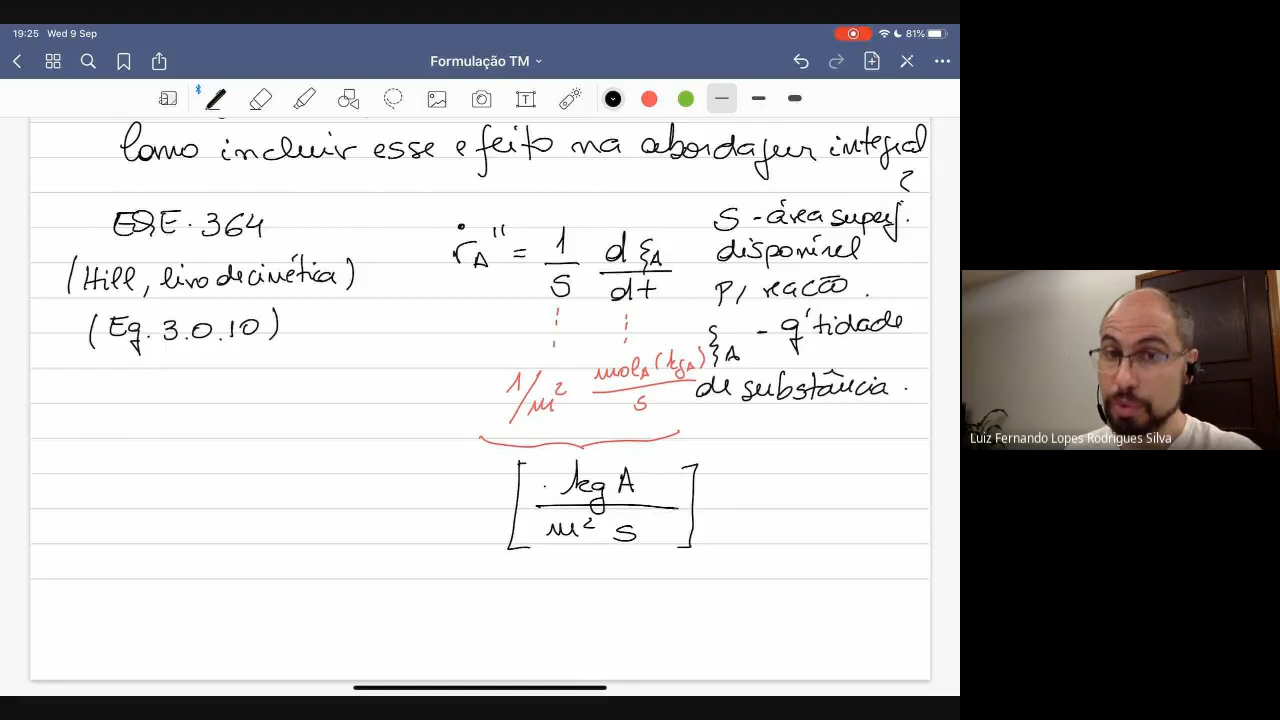 19:25 Wed 9 Sep
81%
Formulação TM
Como incluir esse efeito na abordagem integral
?
EQE.364
(Hill, livro de cinética)
(Eq. 3.0.10)
ṙA'' = 1/S dξA/dt
S - área superf.
disponível
p/ reação.
ξA - q'tidade
de substância.
1/m² molA (kgA)/s
[kg A / m² s]
Luiz Fernando Lopes Rodrigues Silva